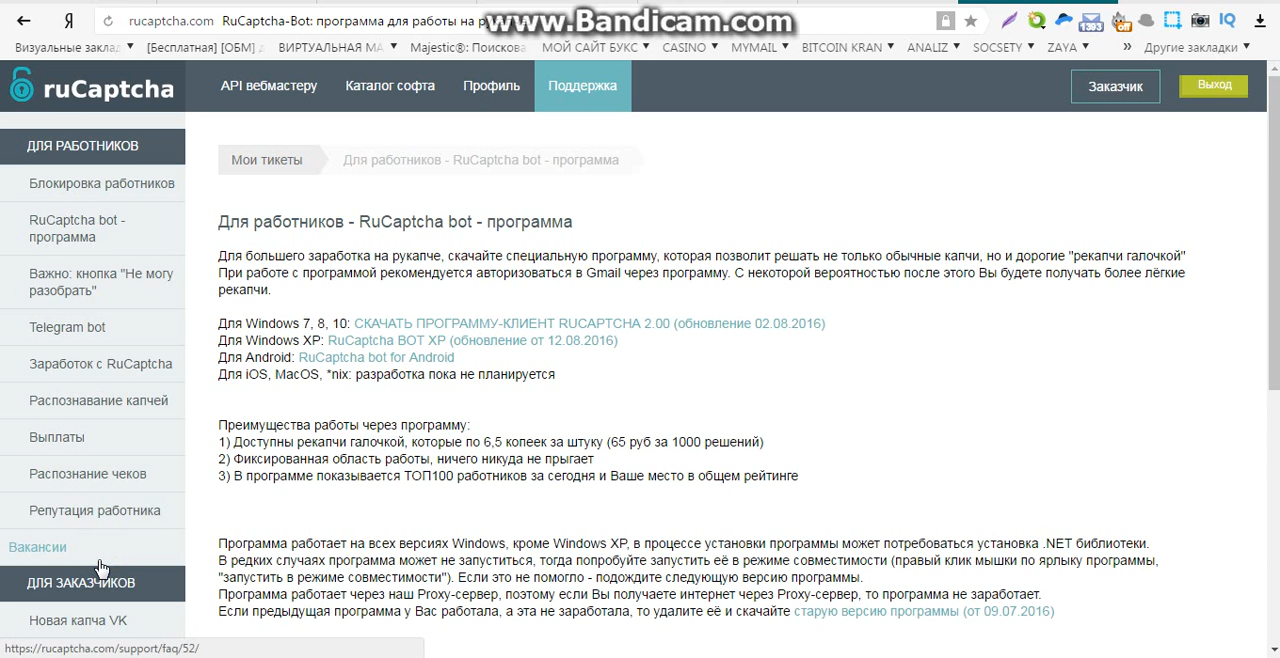 rucaptcha.com RuCaptcha-Bot: программа для работы на
www.Bandicam.com
Визуальные заклад
[Бесплатная] [ОБМ]
ВИРТУАЛЬНАЯ МА
Majestic®: Поискова
МОЙ САЙТ БУКС
CASINO
MYMAIL
BITCOIN KRAN
ANALIZ
SOCSETY
ZAYA
»
Другие закладки
ruCaptcha
API вебмастеру
Каталог софта
Профиль
Поддержка
Заказчик
Выход
ДЛЯ РАБОТНИКОВ
Блокировка работников
RuCaptcha bot -
программа
Важно: кнопка "Не могу
разобрать"
Telegram bot
Заработок с RuCaptcha
Распознавание капчей
Выплаты
Распознание чеков
Репутация работника
Вакансии
ДЛЯ ЗАКАЗЧИКОВ
Новая капча VK
https://rucaptcha.com/support/faq/52/
Мои тикеты
Для работников - RuCaptcha bot - программа
Для работников - RuCaptcha bot - программа
Для большего заработка на рукапче, скачайте специальную программу, которая позволит решать не только обычные капчи, но и дорогие "рекапчи галочкой"
При работе с программой рекомендуется авторизоваться в Gmail через программу. С некоторой вероятностью после этого Вы будете получать более лёгкие
рекапчи.
Для Windows 7, 8, 10: СКАЧАТЬ ПРОГРАММУ-КЛИЕНТ RUCAPTCHA 2.00 (обновление 02.08.2016)
Для Windows XP: RuCaptcha BOT XP (обновление от 12.08.2016)
Для Android: RuCaptcha bot for Android
Для iOS, MacOS, *nix: разработка пока не планируется
Преимущества работы через программу:
1) Доступны рекапчи галочкой, которые по 6,5 копеек за штуку (65 руб за 1000 решений)
2) Фиксированная область работы, ничего никуда не прыгает
3) В программе показывается ТОП100 работников за сегодня и Ваше место в общем рейтинге
Программа работает на всех версиях Windows, кроме Windows XP, в процессе установки программы может потребоваться установка .NET библиотеки.
В редких случаях программа может не запуститься, тогда попробуйте запустить её в режиме совместимости (правый клик мышки по ярлыку программы,
"запустить в режиме совместимости"). Если это не помогло - подождите следующую версию программы.
Программа работает через наш Proxy-сервер, поэтому если Вы получаете интернет через Proxy-сервер, то программа не заработает.
Если предыдущая программа у Вас работала, а эта не заработала, то удалите её и скачайте старую версию программы (от 09.07.2016)